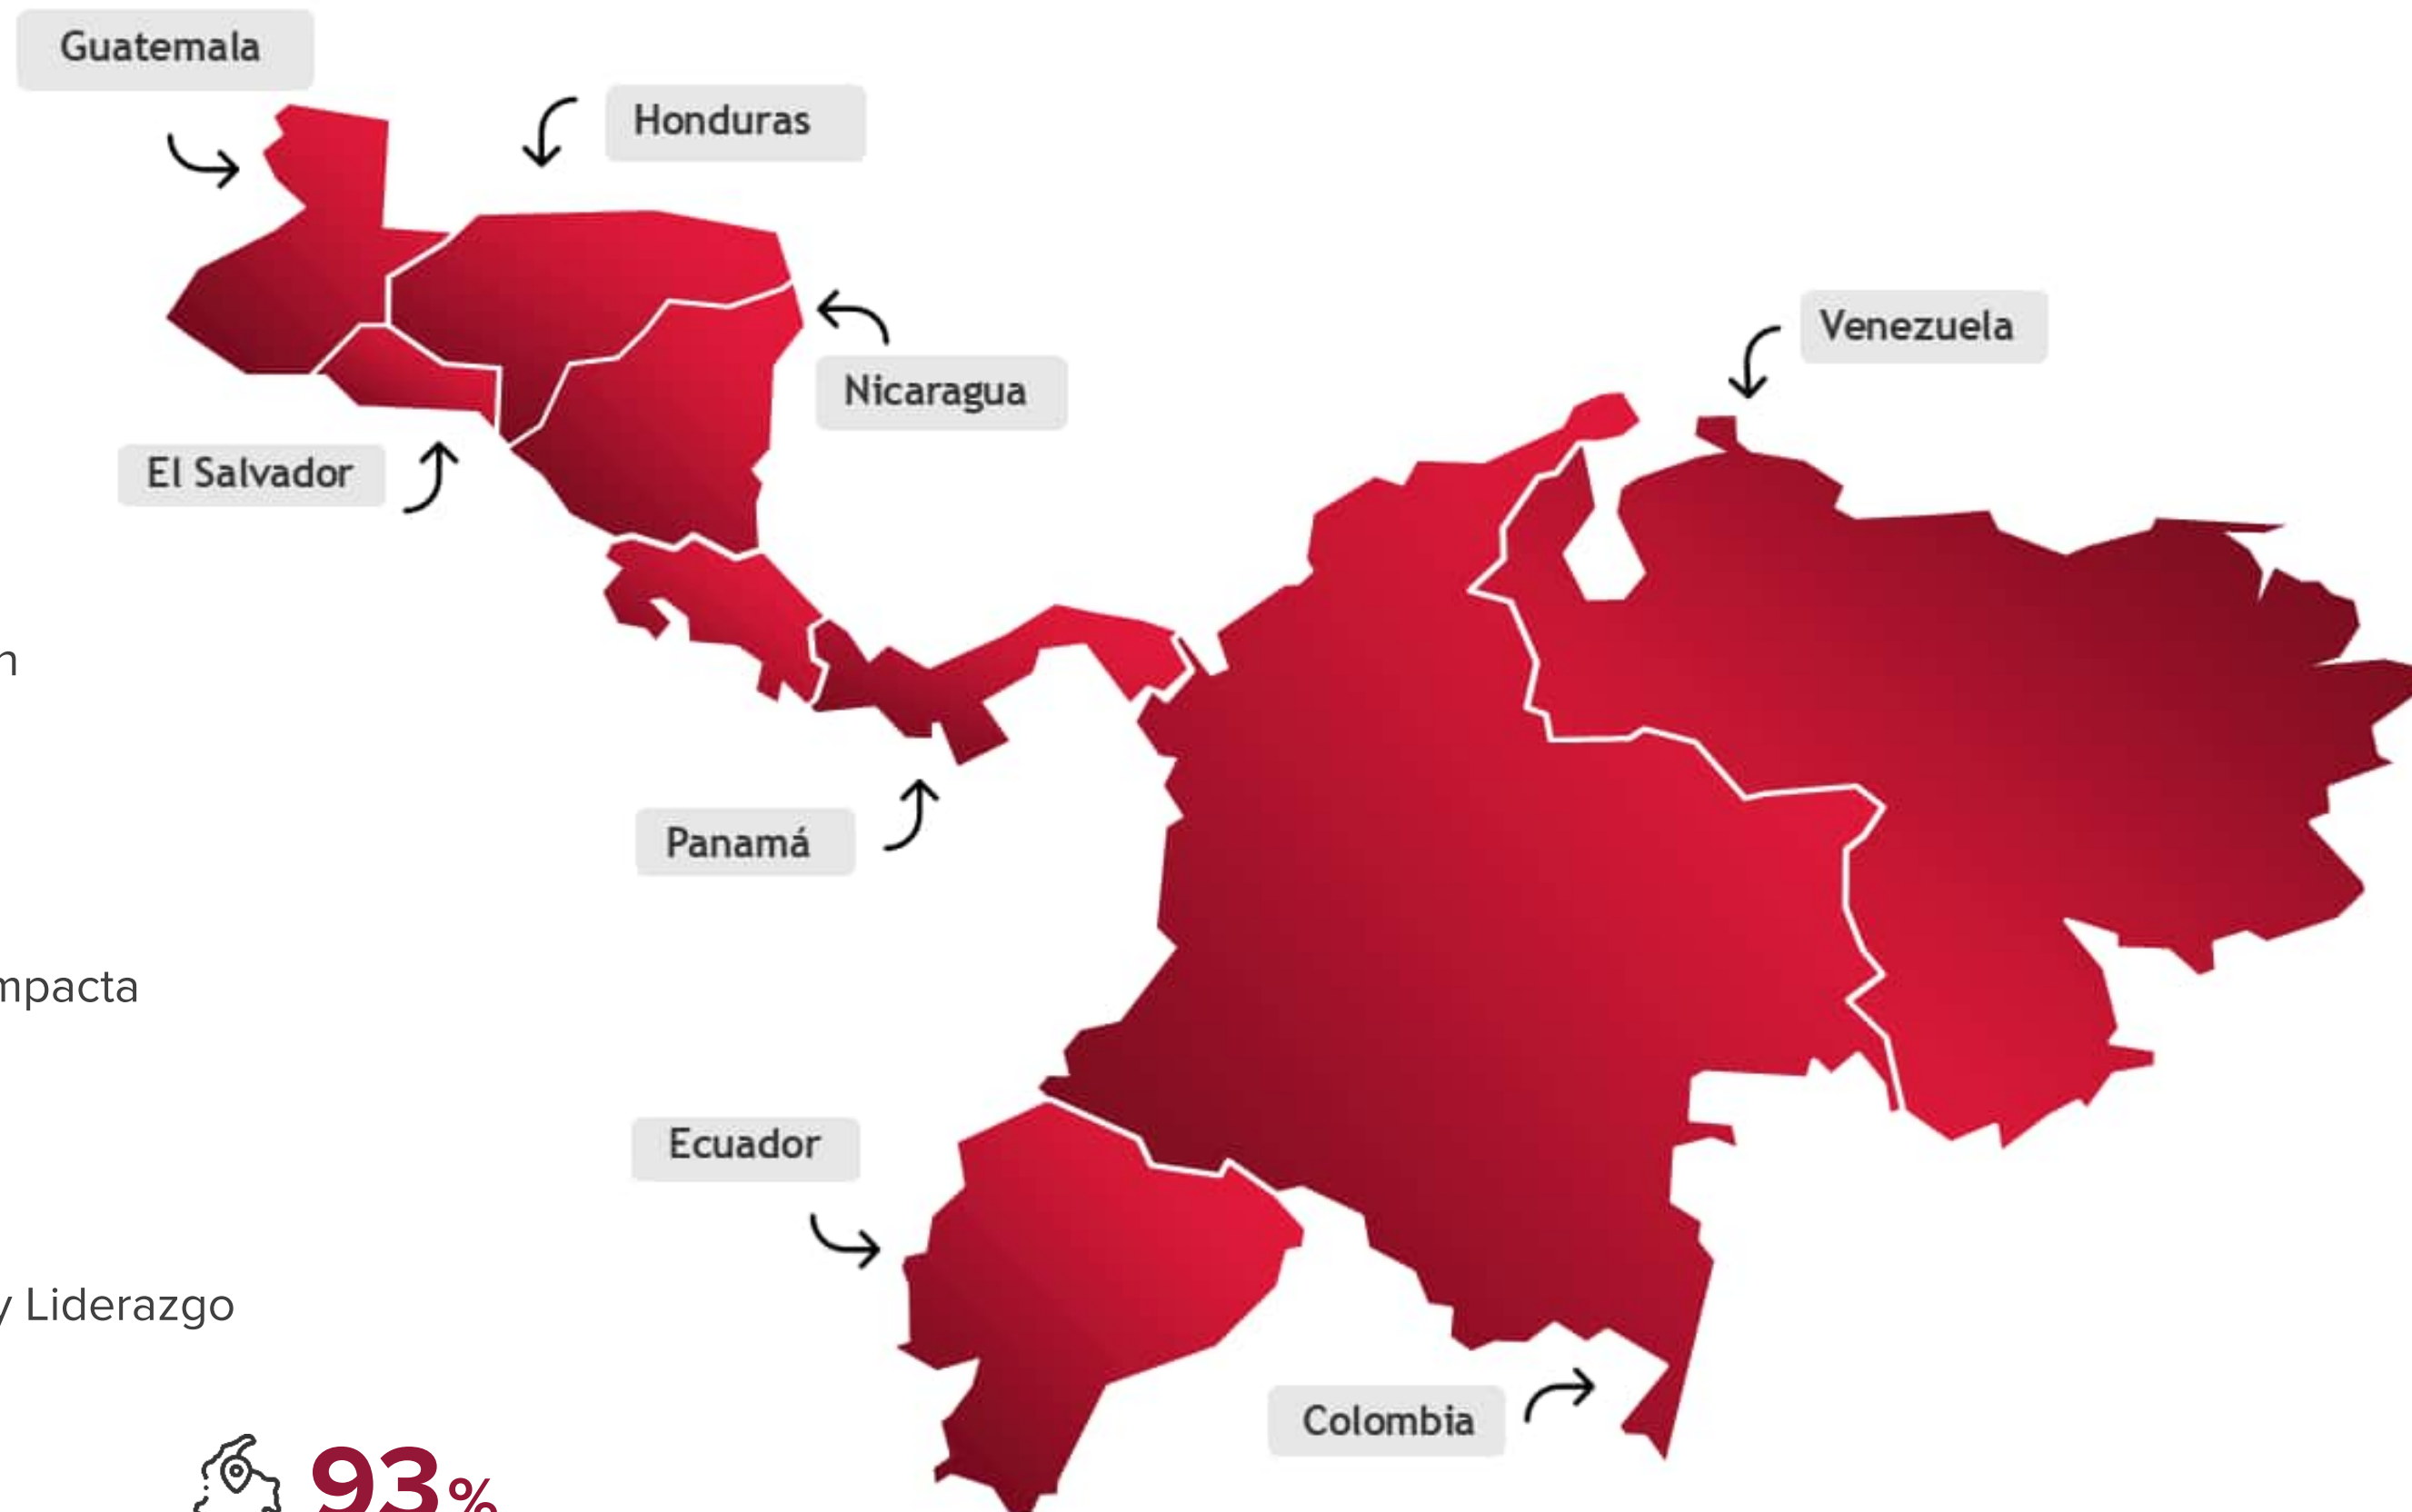 Guatemala
Honduras
Venezuela
Nicaragua
El Salvador
n
mpacta
Panamá
Ecuador
y Liderazgo
Colombia
93%